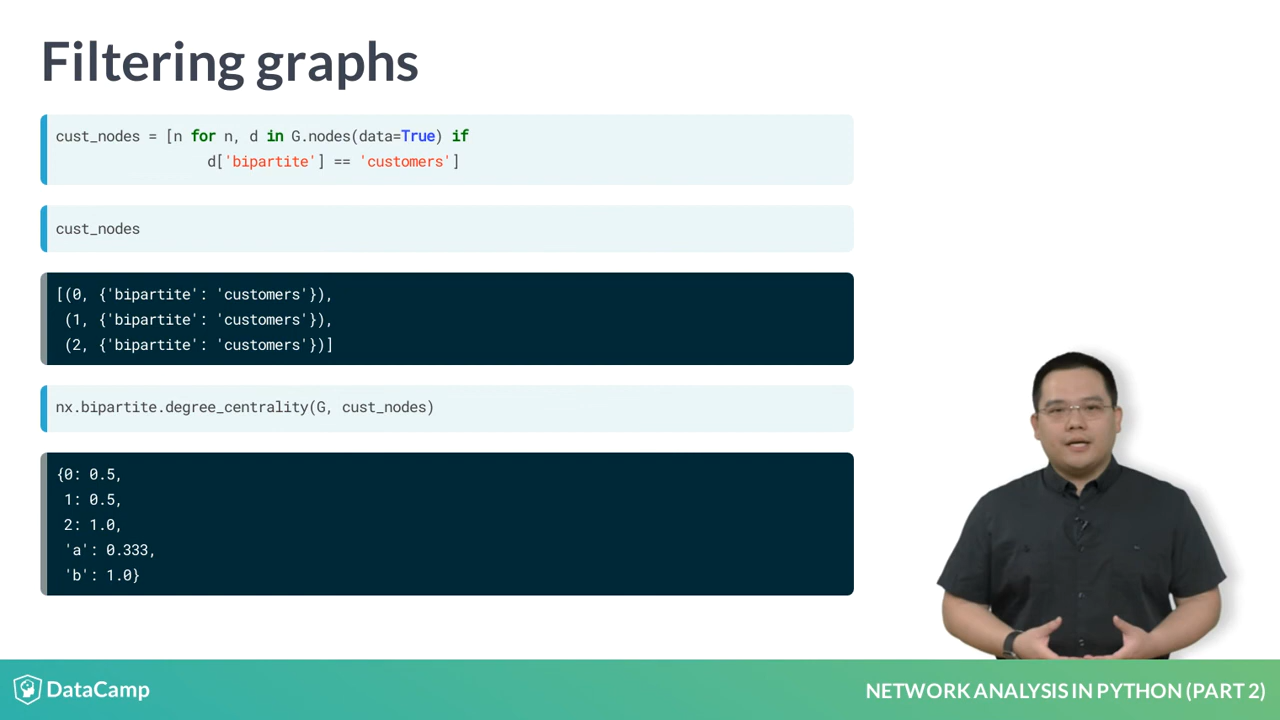 Filtering graphs
cust_nodes = [n for n, d in G.nodes(data=True) if
d['bipartite'] == 'customers']
cust_nodes
[(0, {'bipartite': 'customers'}),
(1, {'bipartite': 'customers'}),
(2, {'bipartite': 'customers'})]
nx.bipartite.degree_centrality(G, cust_nodes)
{0: 0.5,
1: 0.5,
2: 1.0,
'a': 0.333,
'b': 1.0}
DataCamp
NETWORK ANALYSIS IN PYTHON (PART 2)